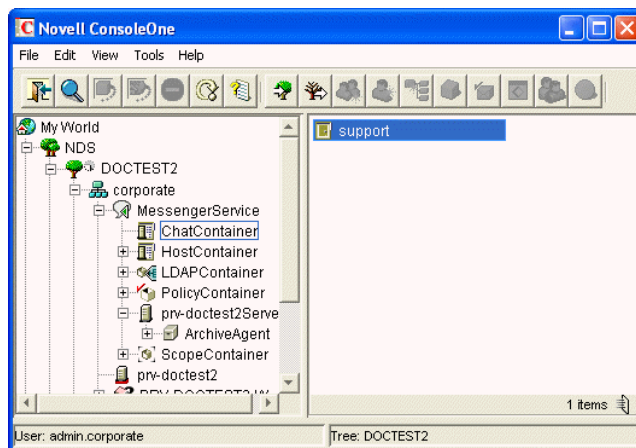 Novell ConsoleOne
File Edit View Tools Help
My World
NDS
DOCTEST2
corporate
MessengerService
ChatContainer
HostContainer
LDAPContainer
PolicyContainer
prv-doctest2Serve
ArchiveAgent
ScopeContainer
prv-doctest2
support
1 items
User: admin.corporate
Tree: DOCTEST2